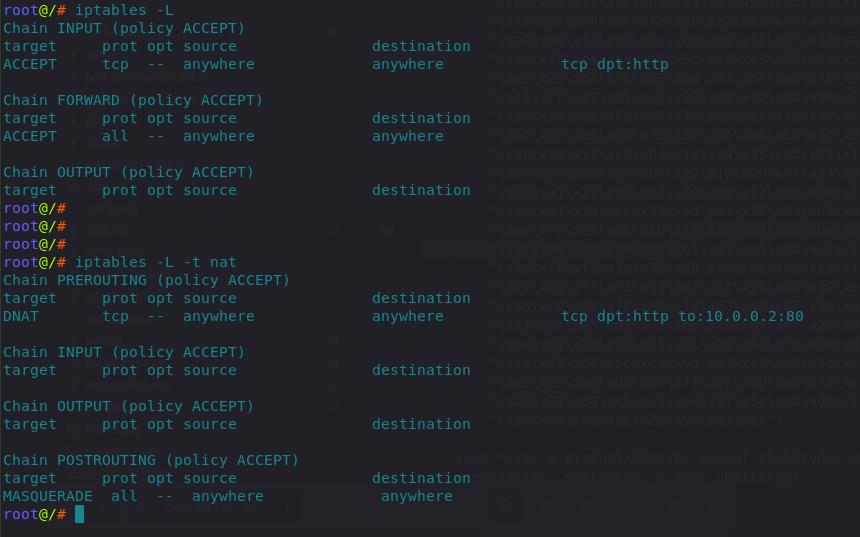 root@/# iptables -L
Chain INPUT (policy ACCEPT)
target     prot opt source               destination
ACCEPT     tcp  --  anywhere             anywhere             tcp dpt:http

Chain FORWARD (policy ACCEPT)
target     prot opt source               destination
ACCEPT     all  --  anywhere             anywhere

Chain OUTPUT (policy ACCEPT)
target     prot opt source               destination
root@/#
root@/#
root@/#
root@/# iptables -L -t nat
Chain PREROUTING (policy ACCEPT)
target     prot opt source               destination
DNAT       tcp  --  anywhere             anywhere             tcp dpt:http to:10.0.0.2:80

Chain INPUT (policy ACCEPT)
target     prot opt source               destination

Chain OUTPUT (policy ACCEPT)
target     prot opt source               destination

Chain POSTROUTING (policy ACCEPT)
target     prot opt source               destination
MASQUERADE  all  --  anywhere             anywhere
root@/#